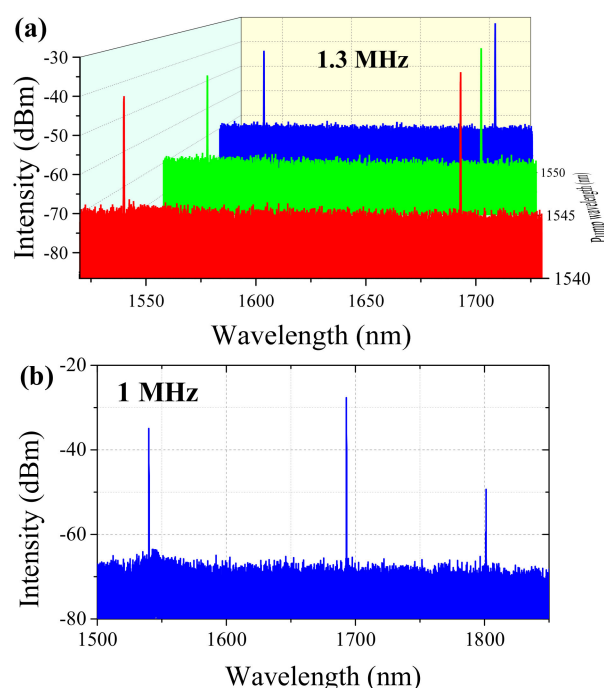 (a)
1.3 MHz
-30
-40
-50
-60
-70
-80
Intensity (dBm)
1550
1545
1540
Pump wavelength (nm)
1550
1600
1650
1700
Wavelength (nm)
(b)
1 MHz
-20
-40
-60
-80
Intensity (dBm)
1500
1600
1700
1800
Wavelength (nm)